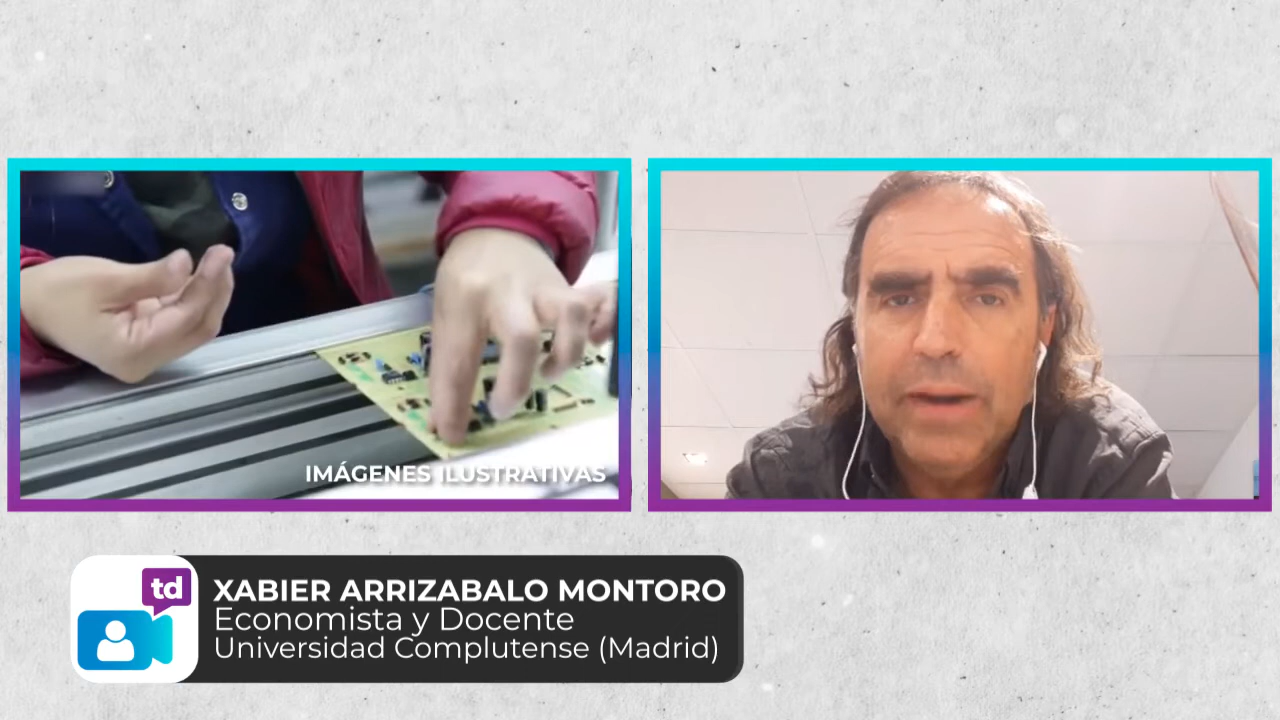 IMÁGENES ILUSTRATIVAS
td
XABIER ARRIZABALO MONTORO
Economista y Docente
Universidad Complutense (Madrid)